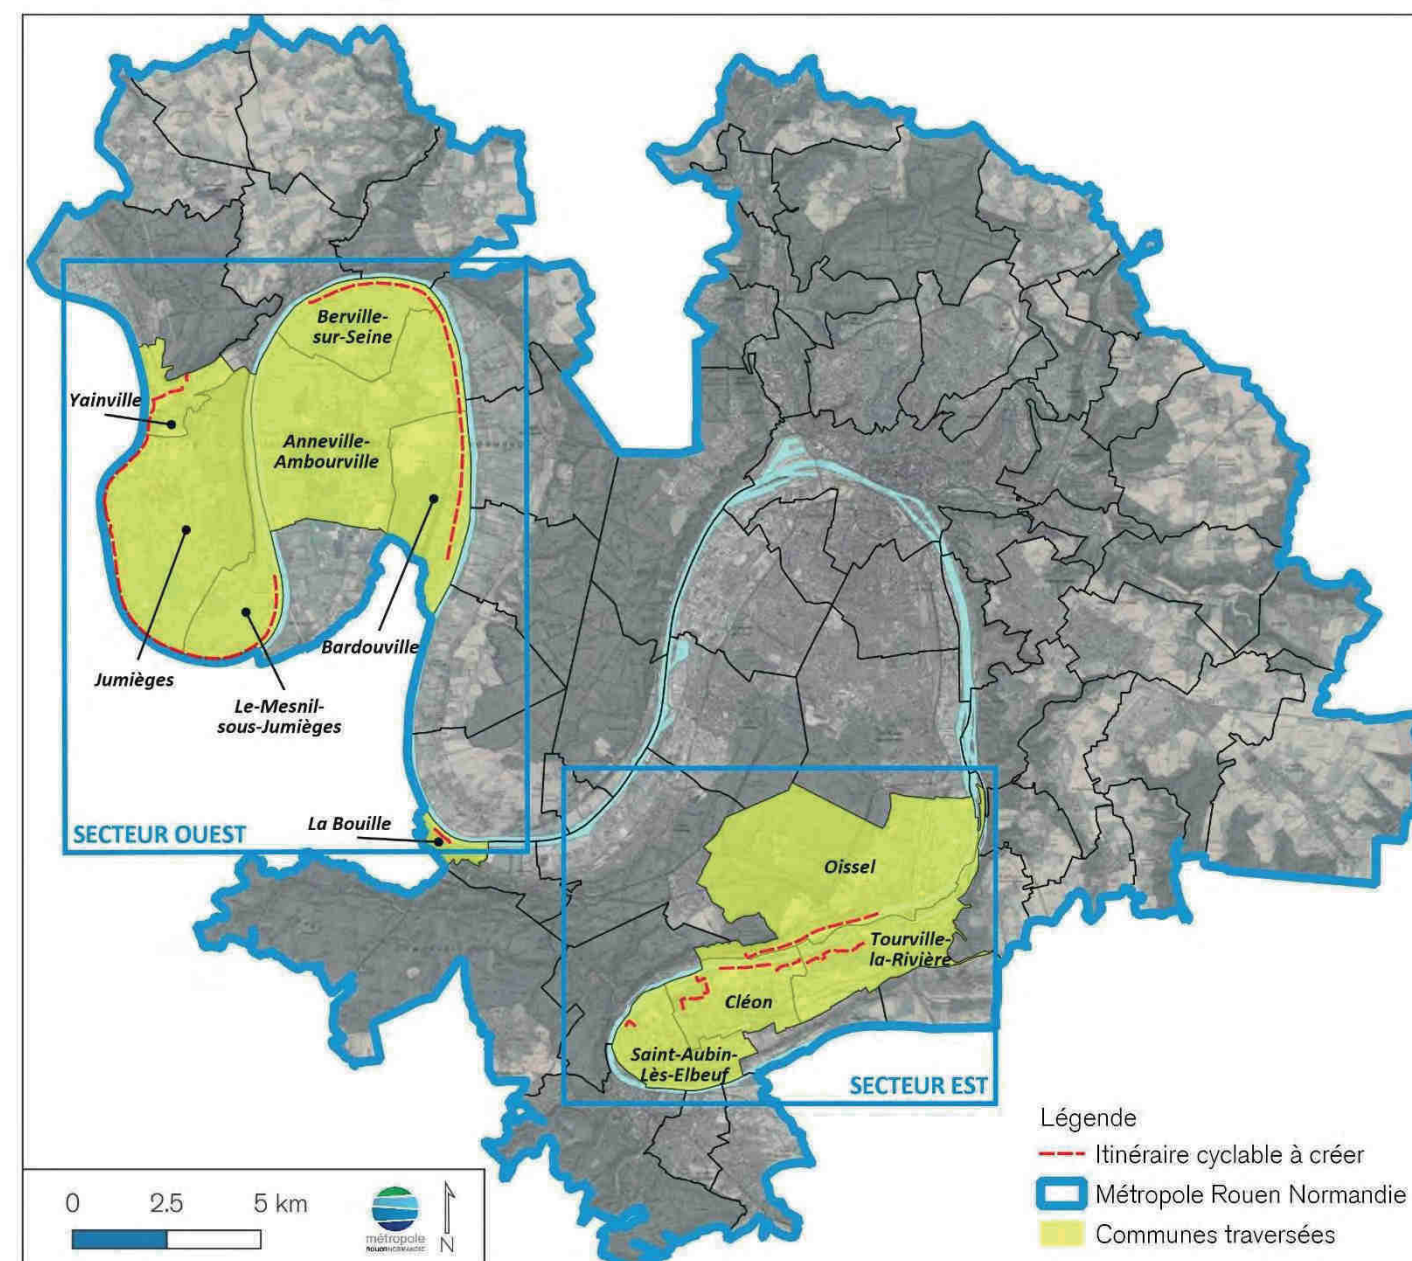 Berville-
sur-Seine
Yainville
Anneville-
Ambourville
Bardouville
Jumièges
Le-Mesnil-
sous-Jumièges
La Bouille
SECTEUR OUEST
Oissel
Tourville-
la-Rivière
Cléon
Saint-Aubin-
Lès-Elbeuf
SECTEUR EST
Légende
Itinéraire cyclable à créer
Métropole Rouen Normandie
Communes traversées
0 2.5 5 km
métropole
ROUENNORMANDIE
N